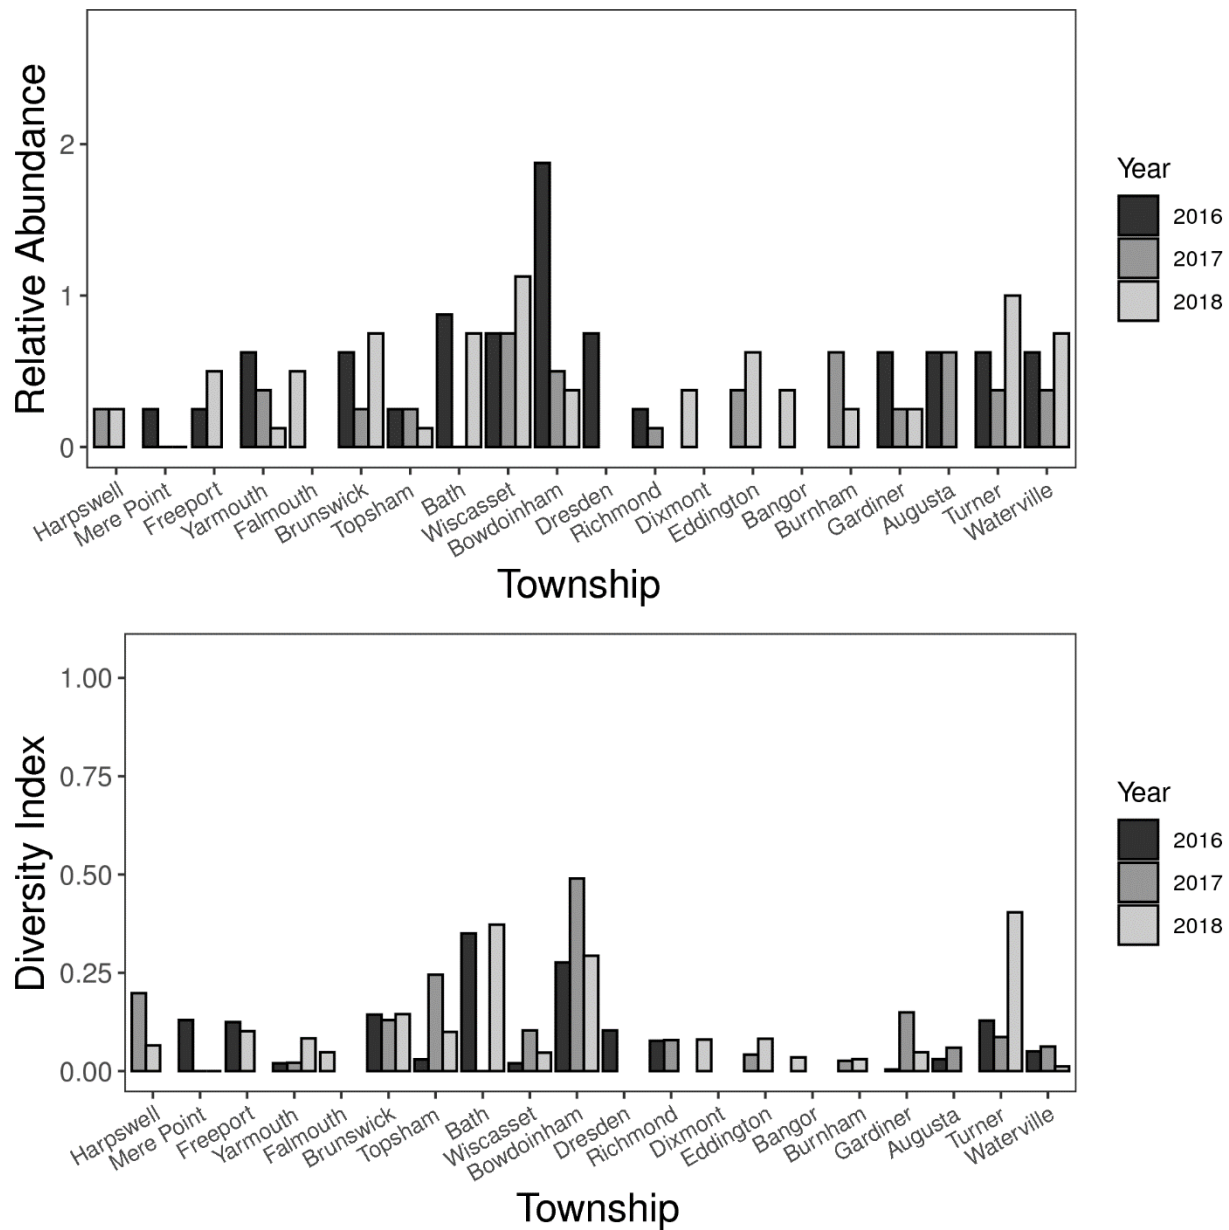 Relative Abundance
2
1
0
Harpswell
Mere Point
Freeport
Yarmouth
Falmouth
Brunswick
Topsham
Bath
Wiscasset
Bowdoinham
Dresden
Richmond
Dixmont
Eddington
Bangor
Burnham
Gardiner
Augusta
Turner
Waterville
Township
Year
2016
2017
2018
Diversity Index
1.00
0.75
0.50
0.25
0.00
Harpswell
Mere Point
Freeport
Yarmouth
Falmouth
Brunswick
Topsham
Bath
Wiscasset
Bowdoinham
Dresden
Richmond
Dixmont
Eddington
Bangor
Burnham
Gardiner
Augusta
Turner
Waterville
Township
Year
2016
2017
2018